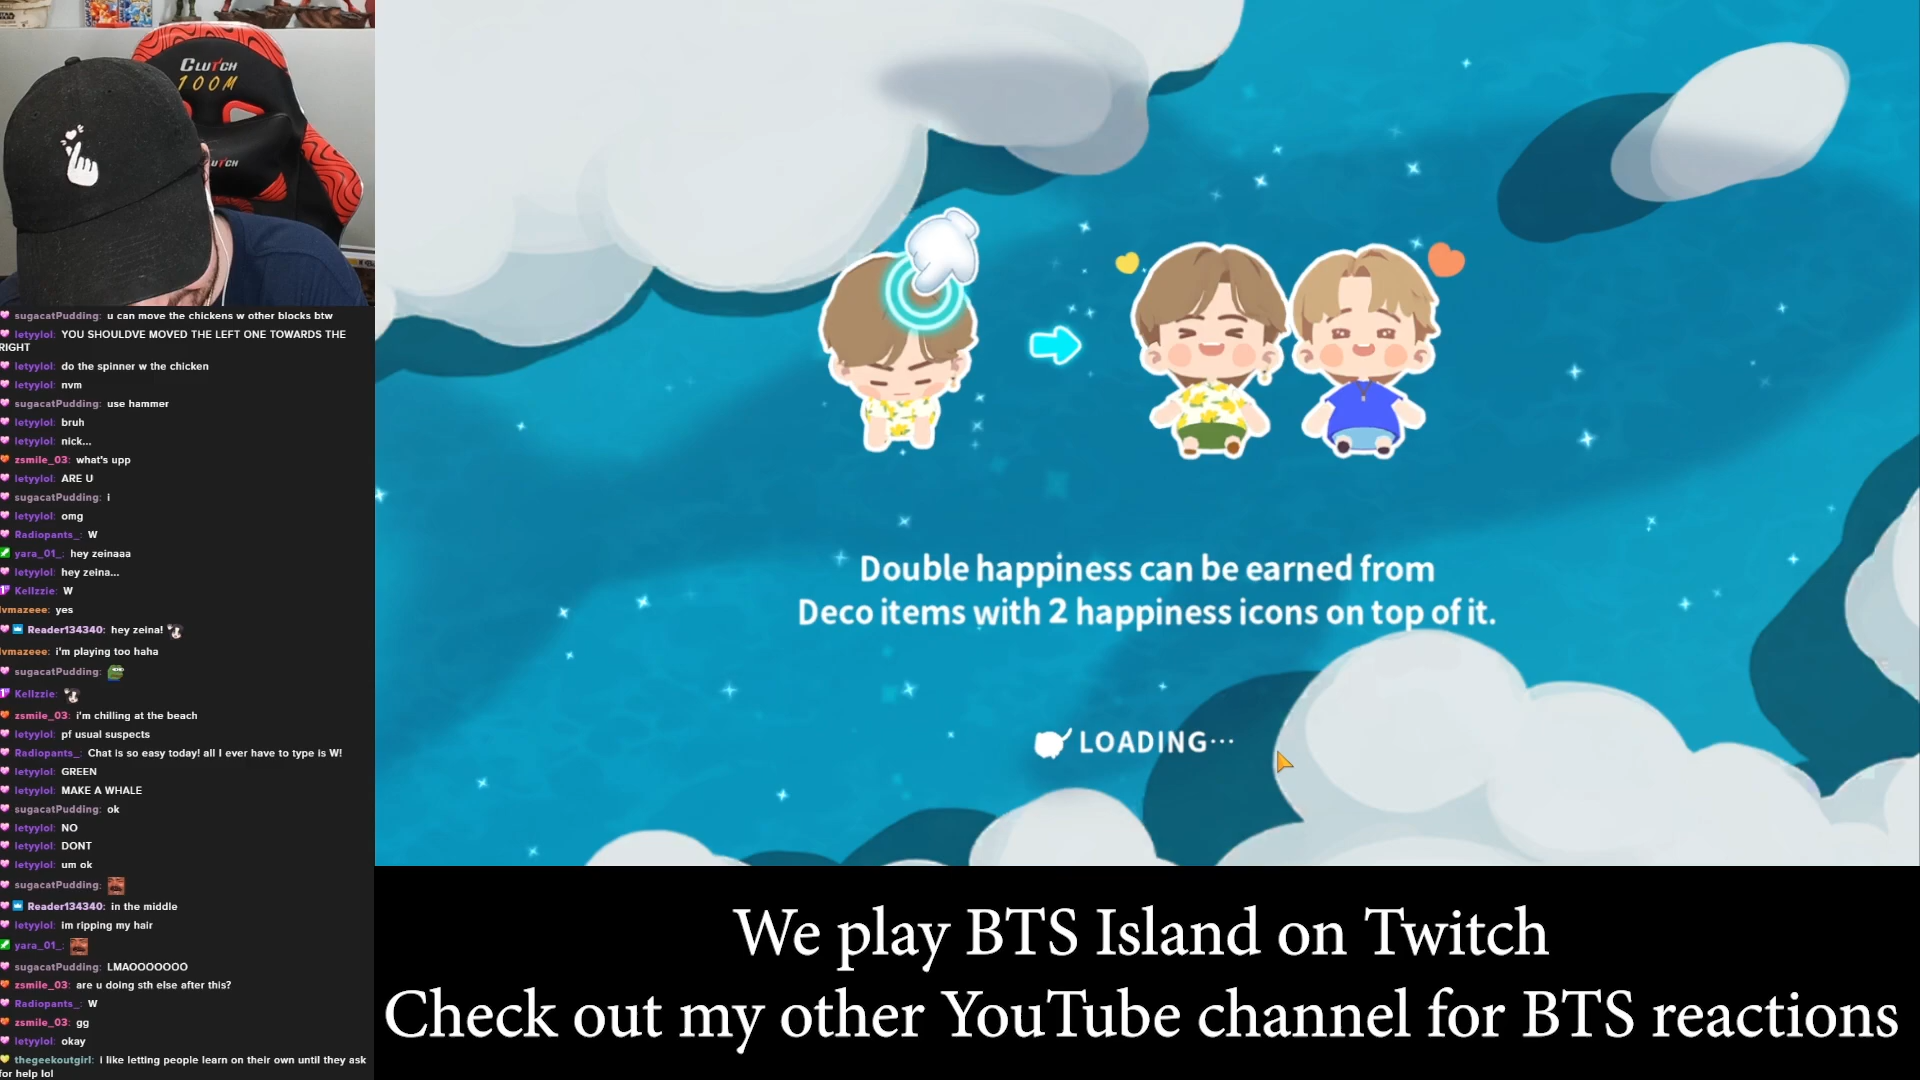 CLUTCH
100M
CLUTCH
sugacatPudding: u can move the chickens w other blocks btw
letyylol: YOU SHOULDVE MOVED THE LEFT ONE TOWARDS THE
RIGHT
letyylol: do the spinner w the chicken
letyylol: nvm
sugacatPudding: use hammer
letyylol: bruh
letyylol: nick...
zsmile_03: what's upp
letyylol: ARE U
sugacatPudding: i
letyylol: omg
Radiopants_: W
yara_01_: hey zeinaaa
letyylol: hey zeina...
Kellzzie: W
lvmazeee: yes
Reader134340: hey zeina!
lvmazeee: i'm playing too haha
sugacatPudding:
Kellzzie:
zsmile_03: i'm chilling at the beach
letyylol: pf usual suspects
Radiopants_: Chat is so easy today! all I ever have to type is W!
letyylol: GREEN
letyylol: MAKE A WHALE
sugacatPudding: ok
letyylol: NO
letyylol: DONT
letyylol: um ok
sugacatPudding:
Reader134340: in the middle
letyylol: im ripping my hair
yara_01_:
sugacatPudding: LMAOOOOOOO
zsmile_03: are u doing sth else after this?
Radiopants_: W
zsmile_03: gg
letyylol: okay
thegeekoutgirl: i like letting people learn on their own until they ask
for help lol
Double happiness can be earned from
Deco items with 2 happiness icons on top of it.
LOADING...
We play BTS Island on Twitch
Check out my other YouTube channel for BTS reactions